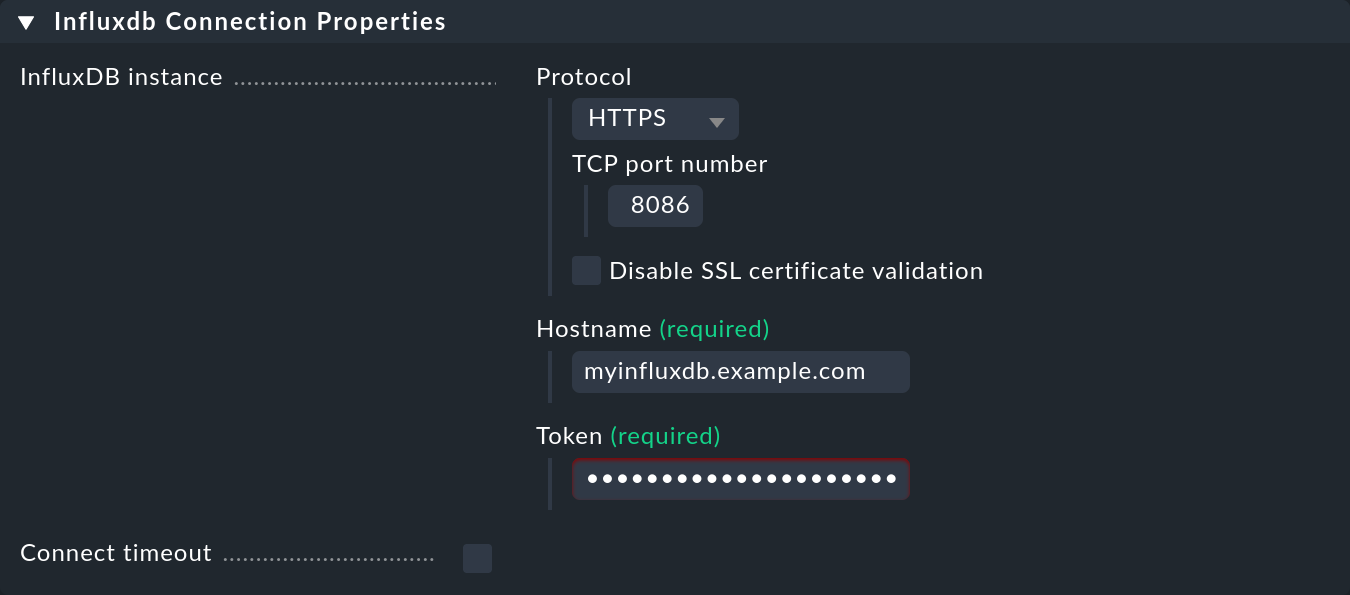 Influxdb Connection Properties
InfluxDB instance
Protocol
HTTPS
TCP port number
8086
Disable SSL certificate validation
Hostname (required)
myinfluxdb.example.com
Token (required)
•••••••••••••••••••••
Connect timeout